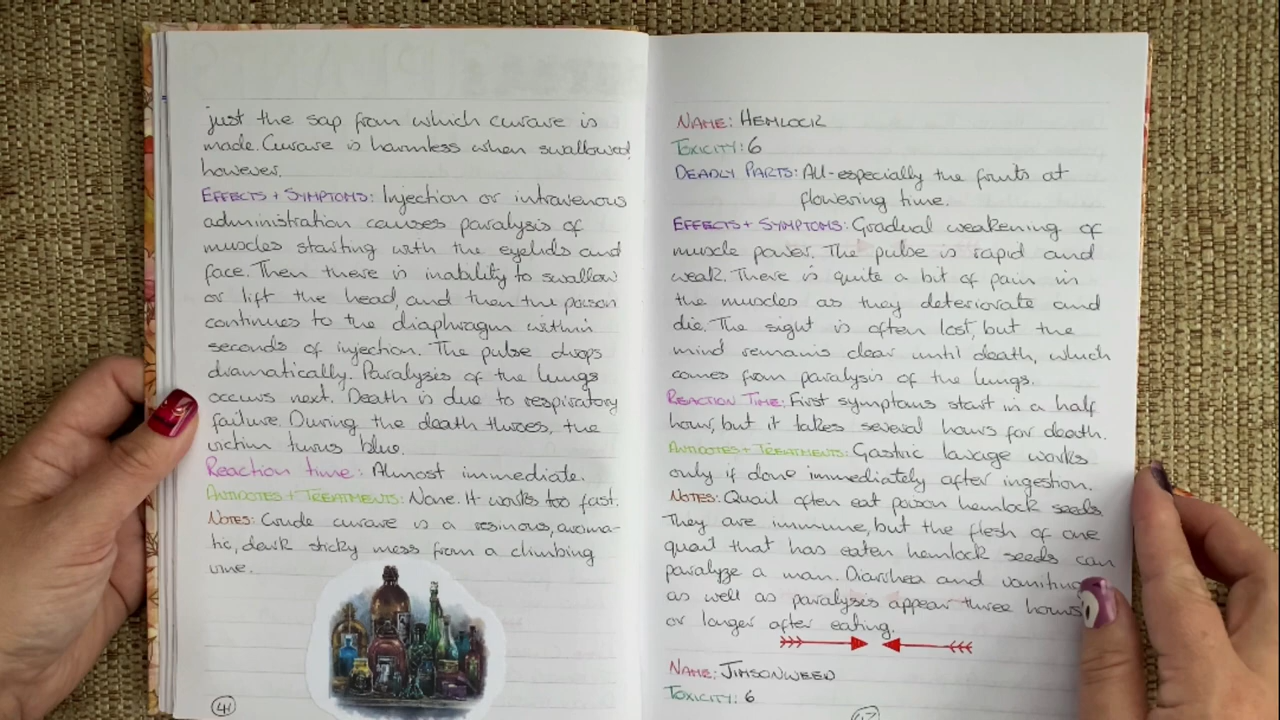 just the sap from which curare is
made. Curare is harmless when swallowed,
however.
EFFECTS + SYMPTOMS: Injection or intravenous
administration causes paralysis of
muscles starting with the eyelids and
face. Then there is inability to swallow
or lift the head, and then the poison
continues to the diaphragm within
seconds of injection. The pulse drops
dramatically. Paralysis of the lungs
occurs next. Death is due to respiratory
failure. During the death throes, the
victim turns blue.
Reaction time: Almost immediate.
ANTIDOTES + TREATMENTS: None. It works too fast.
NOTES: Crude curare is a resinous, aroma-
tic, dark sticky mess from a climbing
vine.
NAME: HEMLOCK
TOXICITY: 6
DEADLY PARTS: All-especially the fruits at
flowering time.
EFFECTS + SYMPTOMS: Gradual weakening of
muscle power. The pulse is rapid and
weak. There is quite a bit of pain in
the muscles as they deteriorate and
die. The sight is often lost, but the
mind remains clear until death, which
comes from paralysis of the lungs.
REACTION TIME: First symptoms start in a half
hour, but it takes several hours for death.
ANTIDOTES + TREATMENTS: Gastric lavage works
only if done immediately after ingestion.
NOTES: Quail often eat poison hemlock seeds.
They are immune, but the flesh of one
quail that has eaten hemlock seeds can
paralyze a man. Diarrhea and vomiting
as well as paralyses appear three hours
or longer after eating.
NAME: JIMSONWEED
TOXICITY: 6